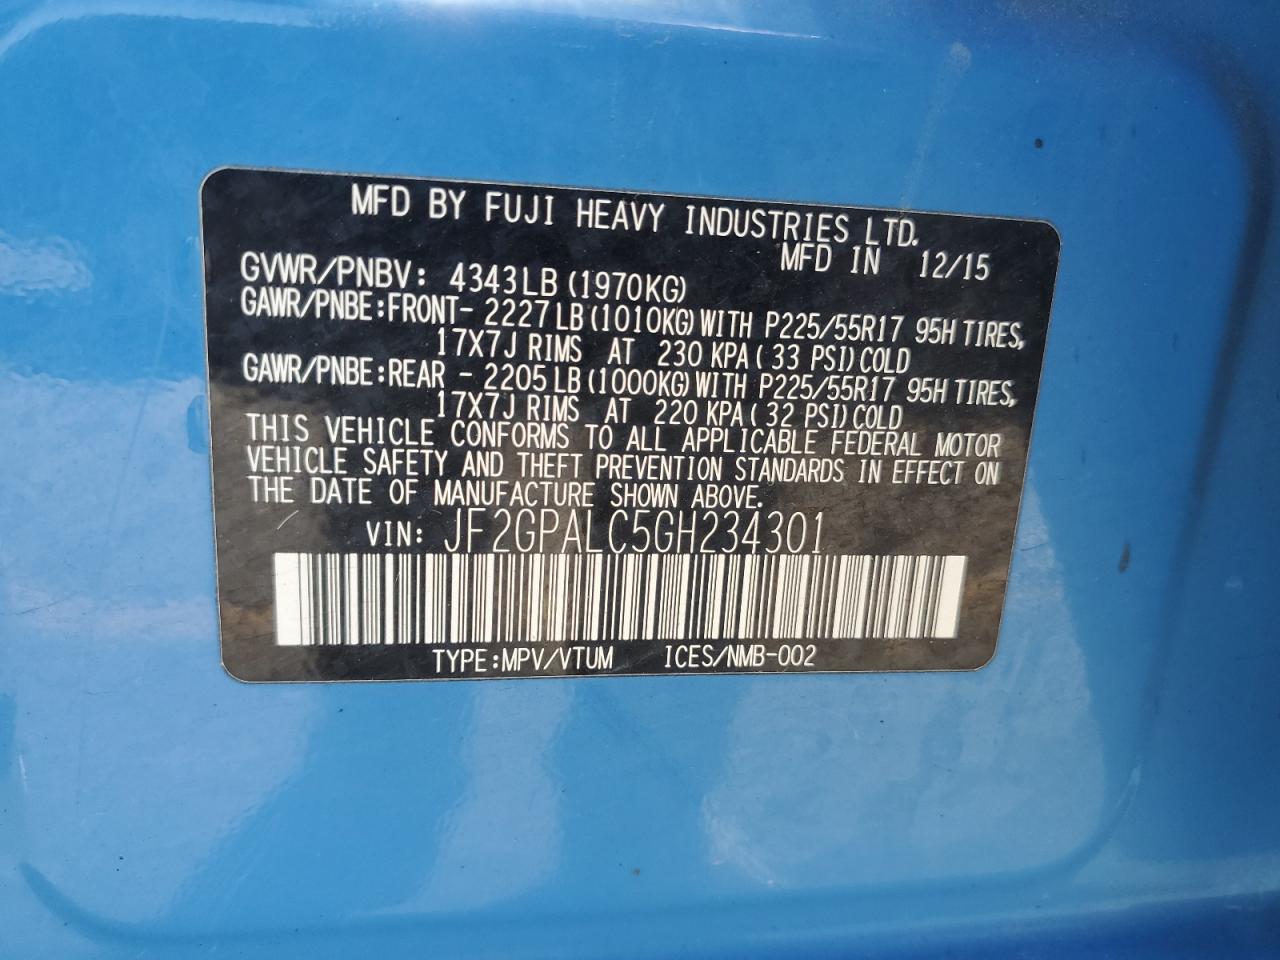 MFD BY FUJI HEAVY INDUSTRIES LTD.
MFD IN 12/15
GVWR/PNBV: 4343LB (1970KG)
GAWR/PNBE:FRONT- 2227LB(1010KG)WITH P225/55R17 95H TIRES,
17X7J RIMS AT 230 KPA( 33 PSI)COLD
GAWR/PNBE:REAR - 2205LB(1000KG)WITH P225/55R17 95H TIRES,
17X7J RIMS AT 220 KPA( 32 PSI)COLD
THIS VEHICLE CONFORMS TO ALL APPLICABLE FEDERAL MOTOR
VEHICLE SAFETY AND THEFT PREVENTION STANDARDS IN EFFECT ON
THE DATE OF MANUFACTURE SHOWN ABOVE.
VIN: JF2GPALC5GH234301
TYPE:MPV/VTUM ICES/NMB-002